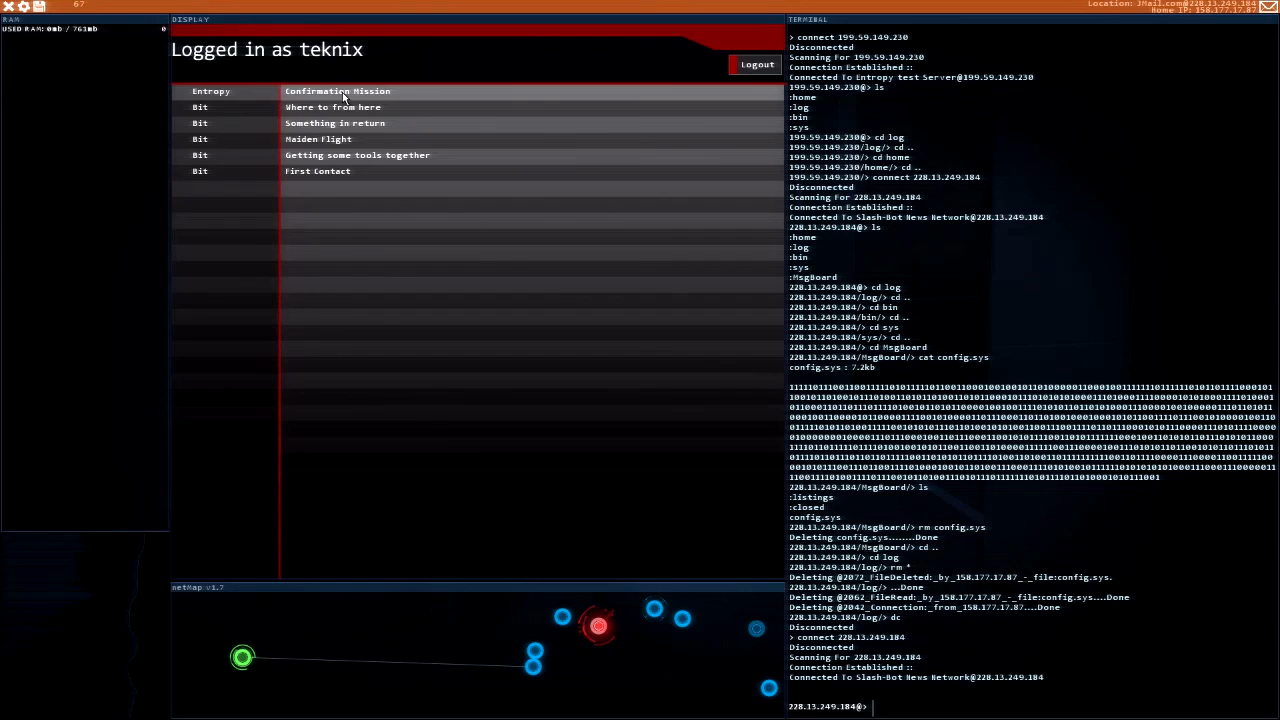 67
Location: JMail.com@228.13.249.184
Home IP: 158.177.17.87
RAM
USED RAM: 0mb / 761mb 0
DISPLAY
Logged in as teknix
Logout
Entropy Confirmation Mission
Bit Where to from here
Bit Something in return
Bit Maiden Flight
Bit Getting some tools together
Bit First Contact
netMap v1.7
TERMINAL
> connect 199.59.149.230
Disconnected
Scanning For 199.59.149.230
Connection Established ::
Connected To Entropy test Server@199.59.149.230
199.59.149.230@> ls
:home
:log
:bin
:sys
199.59.149.230@> cd log
199.59.149.230/log/> cd ..
199.59.149.230/> cd home
199.59.149.230/home/> cd ..
199.59.149.230/> connect 228.13.249.184
Disconnected
Scanning For 228.13.249.184
Connection Established ::
Connected To Slash-Bot News Network@228.13.249.184
228.13.249.184@> ls
:home
:log
:bin
:sys
:MsgBoard
228.13.249.184@> cd log
228.13.249.184/log/> cd ..
228.13.249.184/> cd bin
228.13.249.184/bin/> cd ..
228.13.249.184/> cd sys
228.13.249.184/sys/> cd ..
228.13.249.184/> cd MsgBoard
228.13.249.184/MsgBoard/> cat config.sys
config.sys : 7.2kb
228.13.249.184/MsgBoard/> ls
:listings
:closed
config.sys
228.13.249.184/MsgBoard/> rm config.sys
Deleting config.sys........Done
228.13.249.184/MsgBoard/> cd ..
228.13.249.184/> cd log
228.13.249.184/log/> rm *
Deleting @2072_FileDeleted:_by_158.177.17.87_-_file:config.sys.
228.13.249.184/log/> ...Done
Deleting @2062_FileRead:_by_158.177.17.87_-_file:config.sys....Done
Deleting @2042_Connection:_from_158.177.17.87....Done
228.13.249.184/log/> dc
Disconnected
> connect 228.13.249.184
Disconnected
Scanning For 228.13.249.184
Connection Established ::
Connected To Slash-Bot News Network@228.13.249.184
228.13.249.184@>